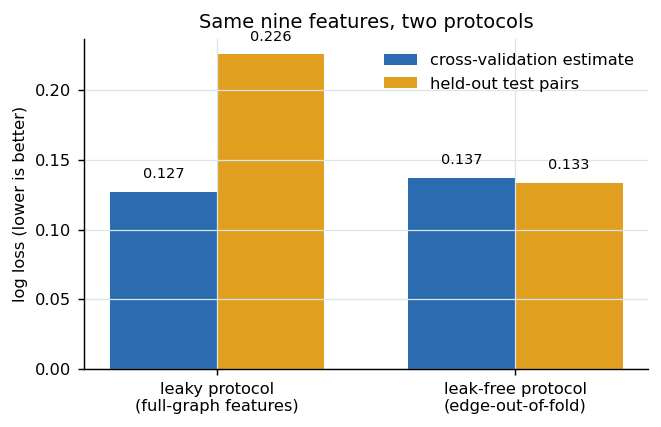 Same nine features, two protocols
0.226
cross-validation estimate
held-out test pairs
0.20
0.15
0.10
0.05
0.00
log loss (lower is better)
0.127
0.137
0.133
leaky protocol
(full-graph features)
leak-free protocol
(edge-out-of-fold)